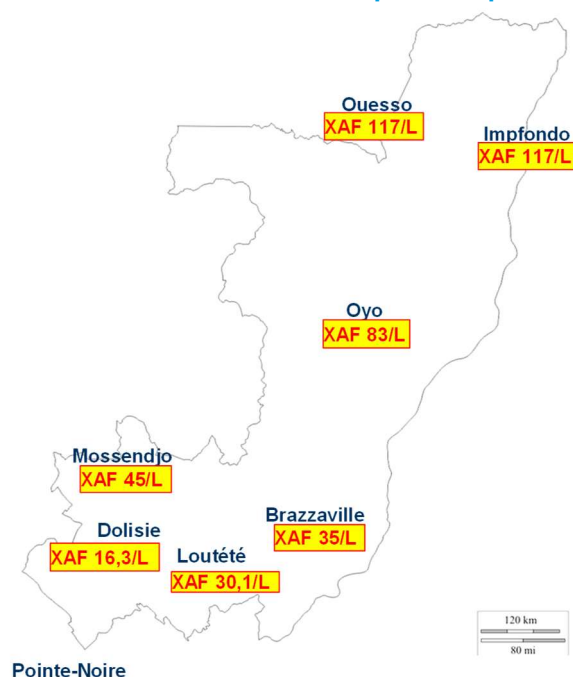 Ouesso
XAF 117/L
Impfondo
XAF 117/L
Oyo
XAF 83/L
Mossendjo
XAF 45/L
Brazzaville
XAF 35/L
Dolisie
XAF 16,3/L
Loutété
XAF 30,1/L
120 km
80 mi
Pointe-Noire